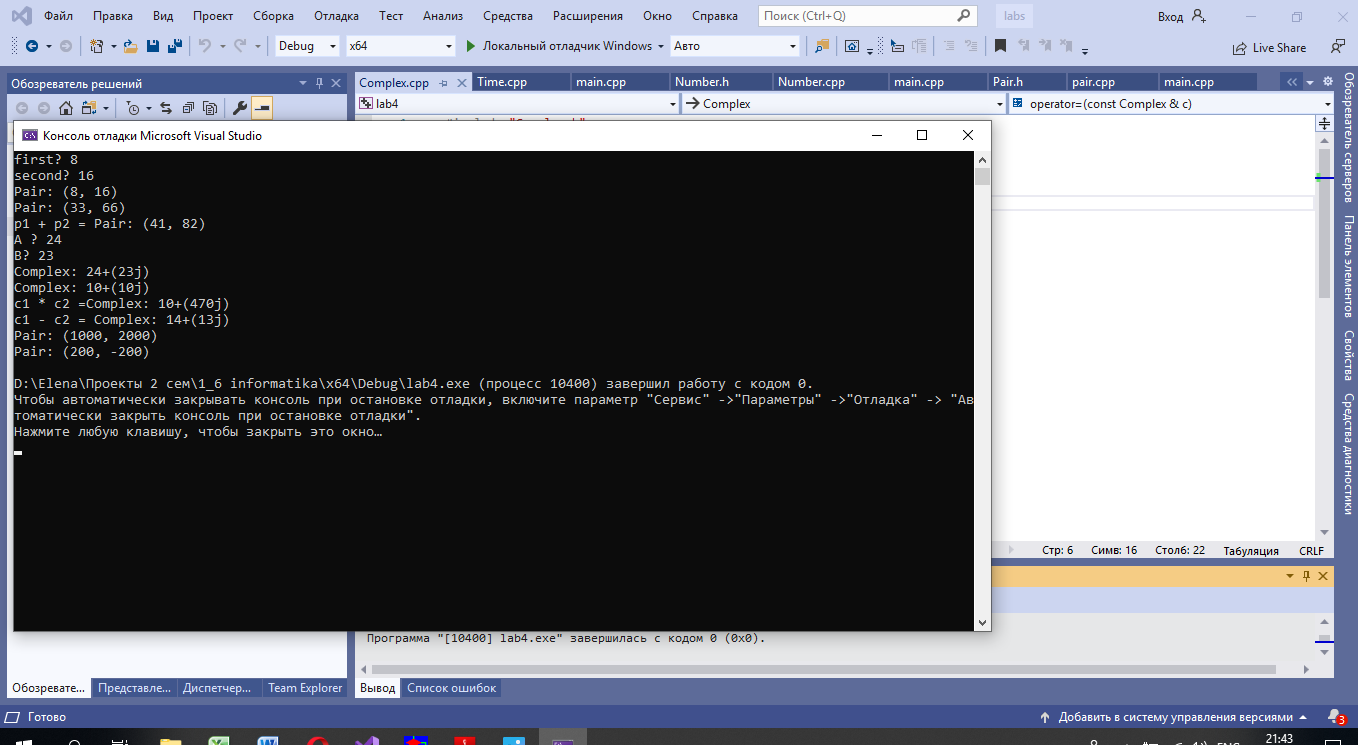 Файл Правка Вид Проект Сборка Отладка Тест Анализ Средства Расширения Окно Справка Поиск (Ctrl+Q) labs Вход
Debug x64 Локальный отладчик Windows Авто Live Share
Обозреватель решений
Complex.cpp Time.cpp main.cpp Number.h Number.cpp main.cpp Pair.h pair.cpp main.cpp
lab4 Complex operator=(const Complex & c)
Консоль отладки Microsoft Visual Studio
first? 8
second? 16
Pair: (8, 16)
Pair: (33, 66)
p1 + p2 = Pair: (41, 82)
A ? 24
B? 23
Complex: 24+(23j)
Complex: 10+(10j)
c1 * c2 =Complex: 10+(470j)
c1 - c2 = Complex: 14+(13j)
Pair: (1000, 2000)
Pair: (200, -200)
D:\Elena\Проекты 2 сем\1_6 informatika\x64\Debug\lab4.exe (процесс 10400) завершил работу с кодом 0.
Чтобы автоматически закрывать консоль при остановке отладки, включите параметр "Сервис" ->"Параметры" ->"Отладка" -> "Ав
томатически закрыть консоль при остановке отладки".
Нажмите любую клавишу, чтобы закрыть это окно…
Обозреватель серверов
Панель элементов
Свойства
Средства диагностики
Стр: 6 Симв: 16 Столб: 22 Табуляция CRLF
Программа "[10400] lab4.exe" завершилась с кодом 0 (0x0).
Обозревате... Представле... Диспетчер... Team Explorer Вывод Список ошибок
Готово Добавить в систему управления версиями 3
21:43